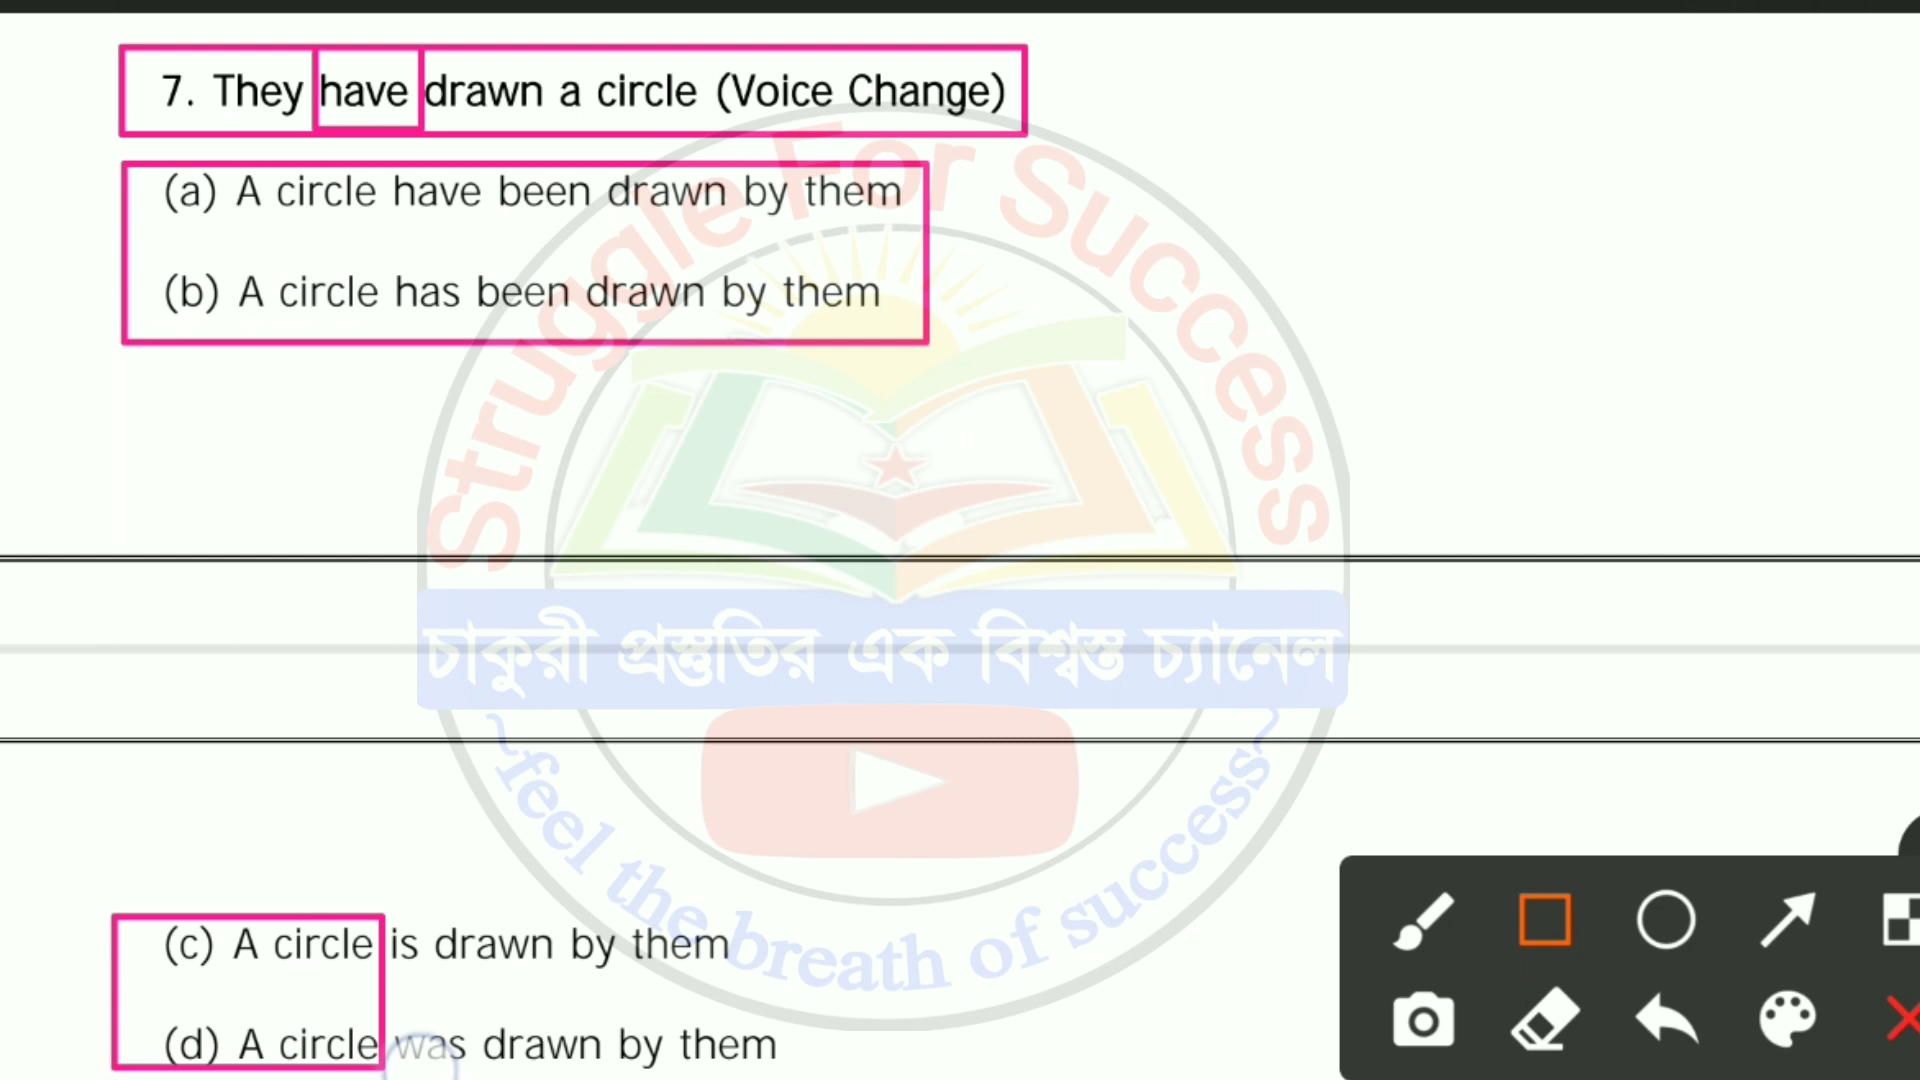 7. They have drawn a circle (Voice Change)
(a) A circle have been drawn by them
(b) A circle has been drawn by them
Struggle For Success
চাকুরী প্রস্তুতির এক বিশ্বস্ত চ্যানেল
~feel the breath of success~
(c) A circle is drawn by them
(d) A circle was drawn by them